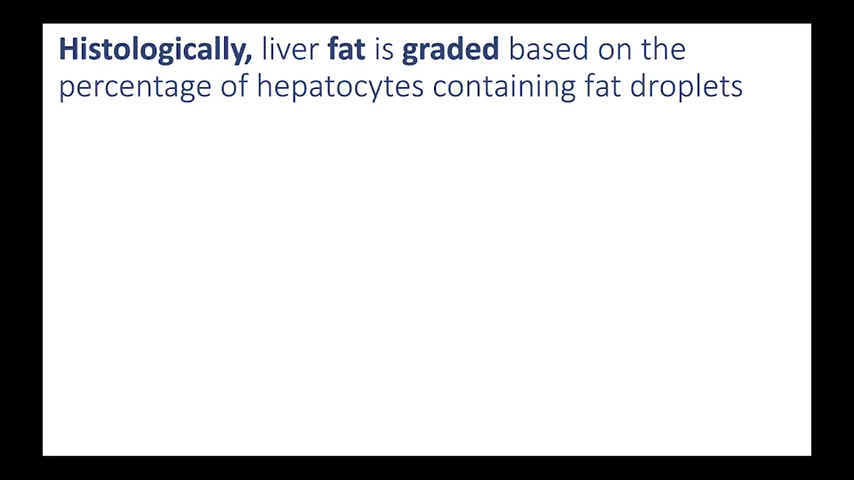 Histologically, liver fat is graded based on the
percentage of hepatocytes containing fat droplets